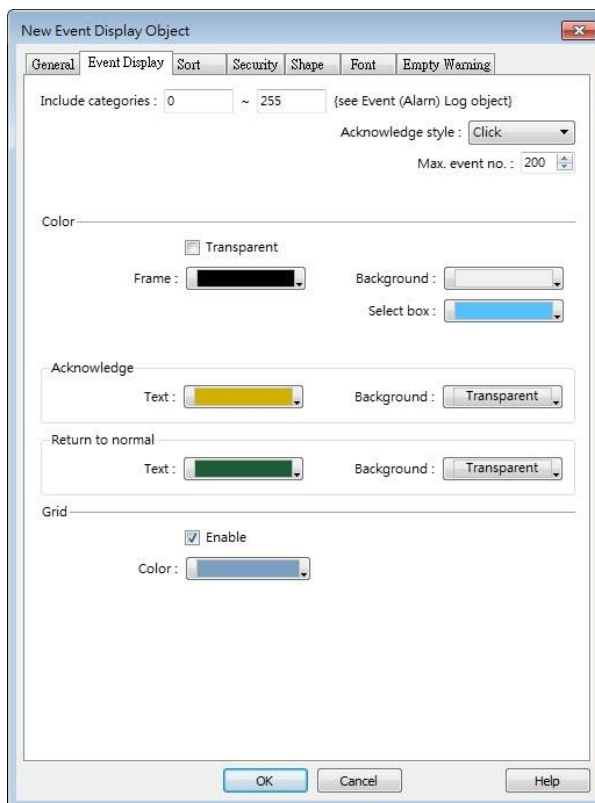 New Event Display Object
General Event Display Sort Security Shape Font Empty Warning
Include categories : 0 ~ 255 {see Event (Alarn) Log object}
Acknowledge style : Click
Max. event no. : 200
Color
Transparent
Frame : Background :
Select box :
Acknowledge
Text : Background : Transparent
Return to normal
Text : Background : Transparent
Grid
Enable
Color :
OK Cancel Help